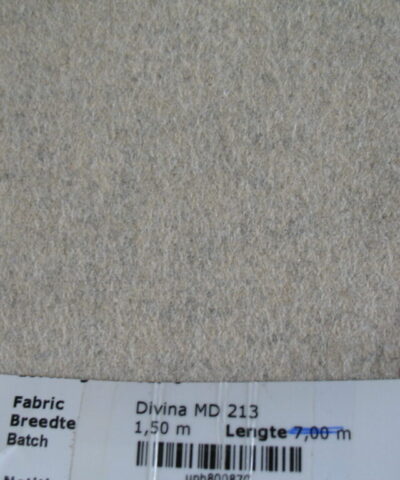 Fabric Divina MD 213
Breedte 1,50 m Lengte 7,00 m
Batch